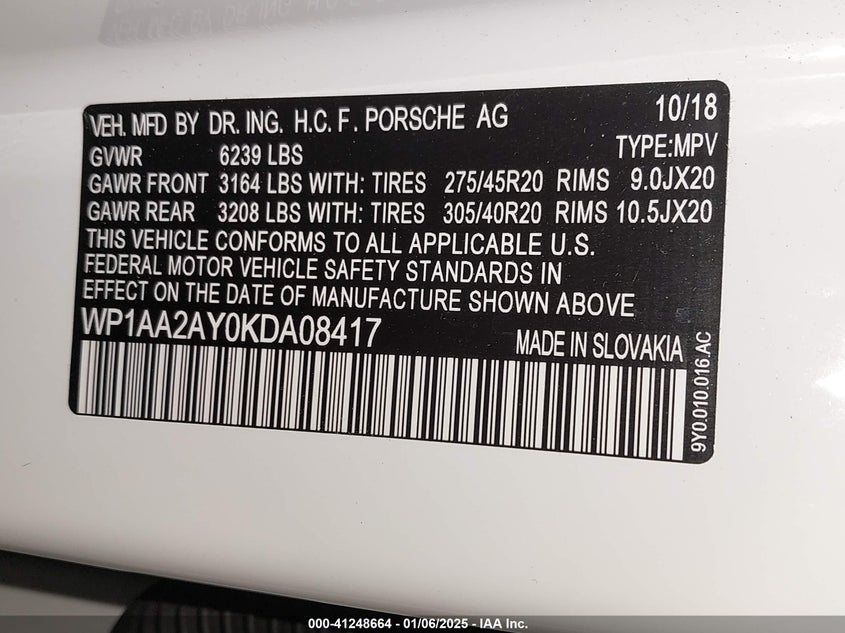 VEH. MFD BY DR. ING. H.C. F. PORSCHE AG 10/18
GVWR 6239 LBS TYPE:MPV
GAWR FRONT 3164 LBS WITH: TIRES 275/45R20 RIMS 9.0JX20
GAWR REAR 3208 LBS WITH: TIRES 305/40R20 RIMS 10.5JX20
THIS VEHICLE CONFORMS TO ALL APPLICABLE U.S.
FEDERAL MOTOR VEHICLE SAFETY STANDARDS IN
EFFECT ON THE DATE OF MANUFACTURE SHOWN ABOVE
WP1AA2AY0KDA08417 MADE IN SLOVAKIA
9Y0.010.016.AC
000-41248664 - 01/06/2025 - IAA Inc.